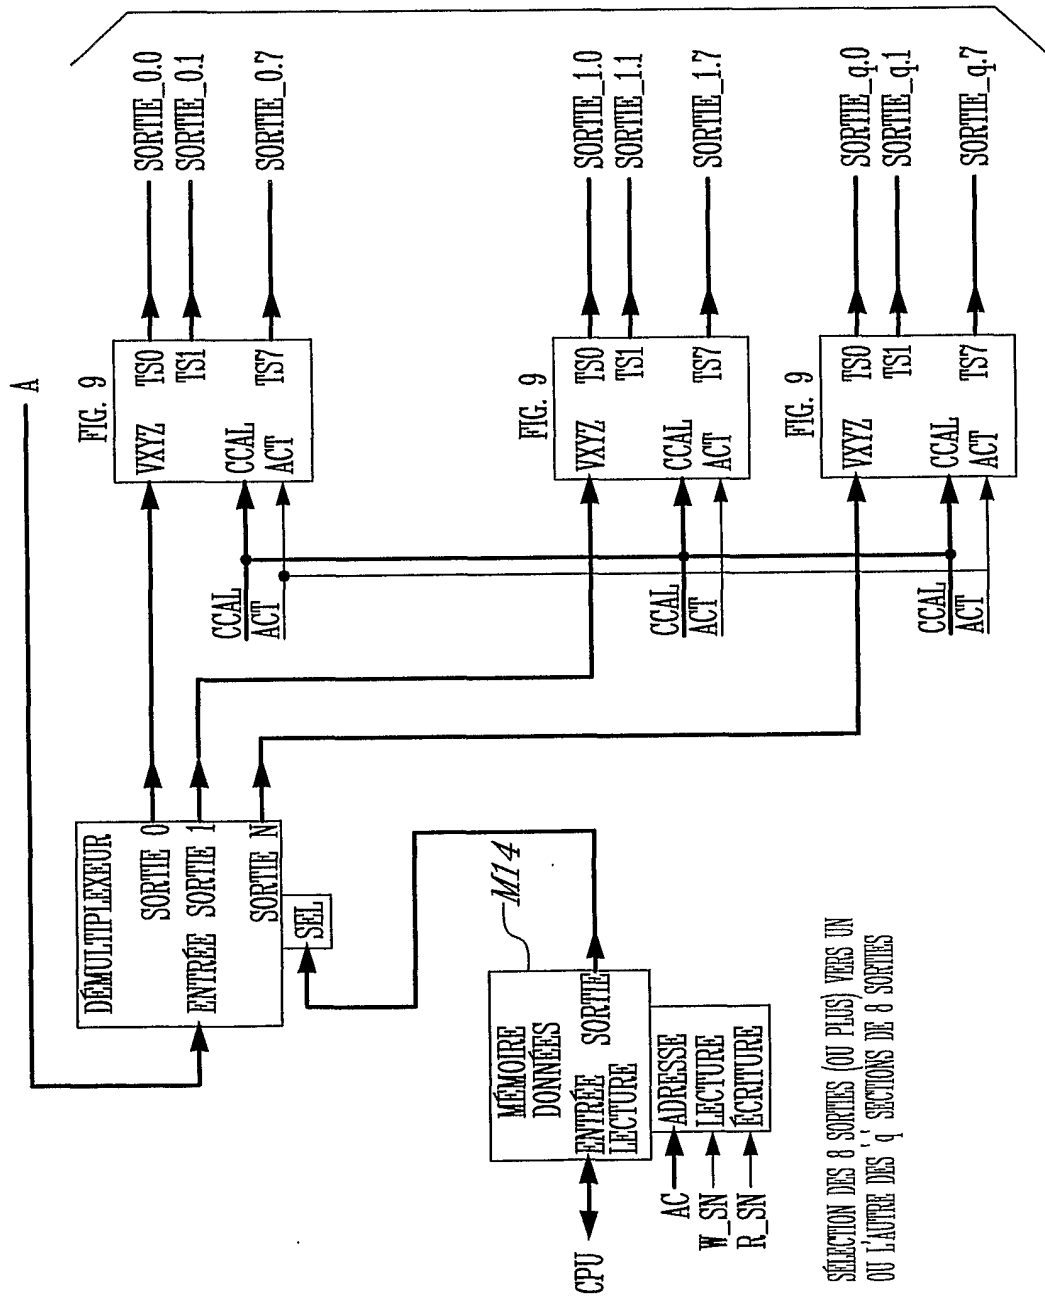 A
DÉMULTIPLEXEUR
ENTRÉE
SORTIE 0
SORTIE 1
SORTIE N
SEL
FIG. 9
VXYZ
TS0
TS1
CCAL
ACT
TS7
SORTIE_0.0
SORTIE_0.1
SORTIE_0.7
CCAL
ACT
FIG. 9
VXYZ
TS0
TS1
CCAL
ACT
TS7
SORTIE_1.0
SORTIE_1.1
SORTIE_1.7
CCAL
ACT
FIG. 9
VXYZ
TS0
TS1
CCAL
ACT
TS7
SORTIE_q.0
SORTIE_q.1
SORTIE_q.7
CCAL
ACT
M14
MÉMOIRE
DONNÉES
ENTRÉE SORTIE
LECTURE
ADRESSE
LECTURE
ÉCRITURE
CPU
AC
W_SN
R_SN
SÉLECTION DES 8 SORTIES (OU PLUS) VERS UN
OU L'AUTRE DES 'q' SECTIONS DE 8 SORTIES